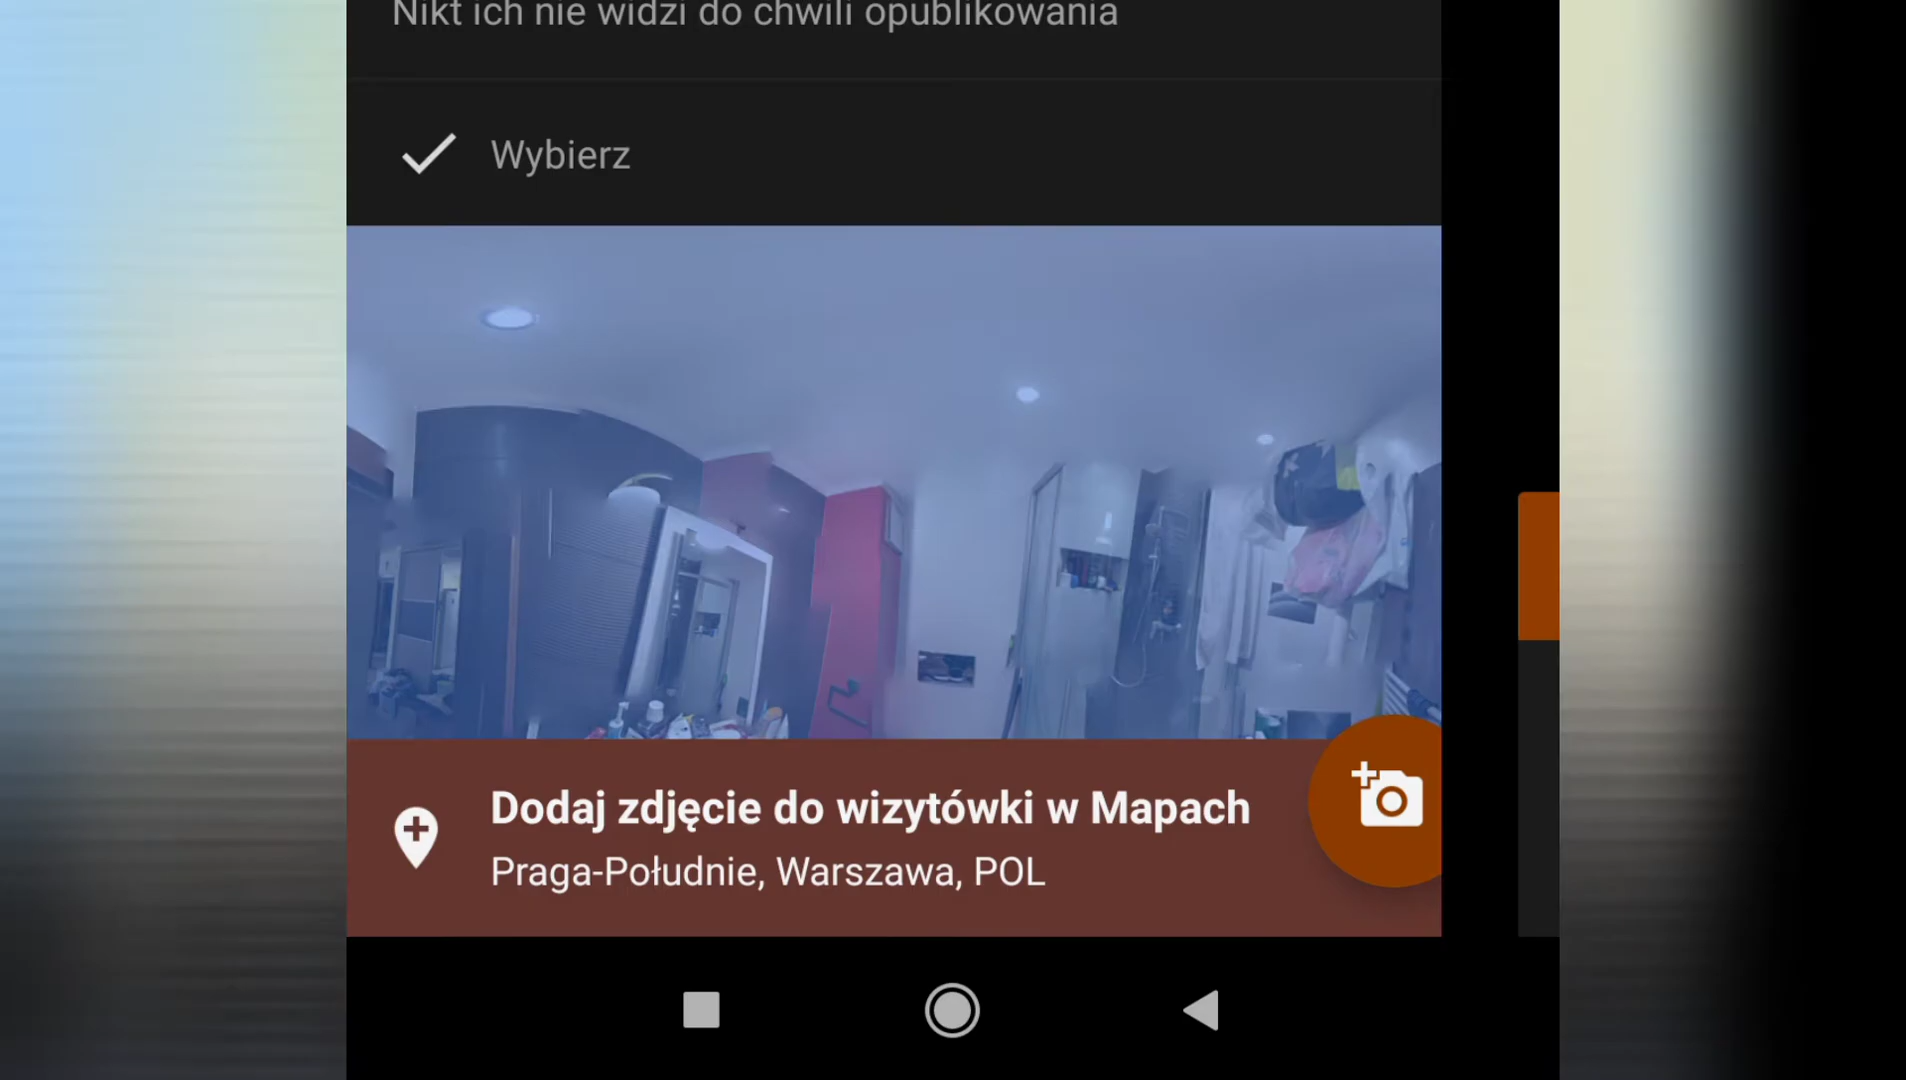 Nikt ich nie widzi do chwili opublikowania
Wybierz
Dodaj zdjęcie do wizytówki w Mapach
Praga-Południe, Warszawa, POL